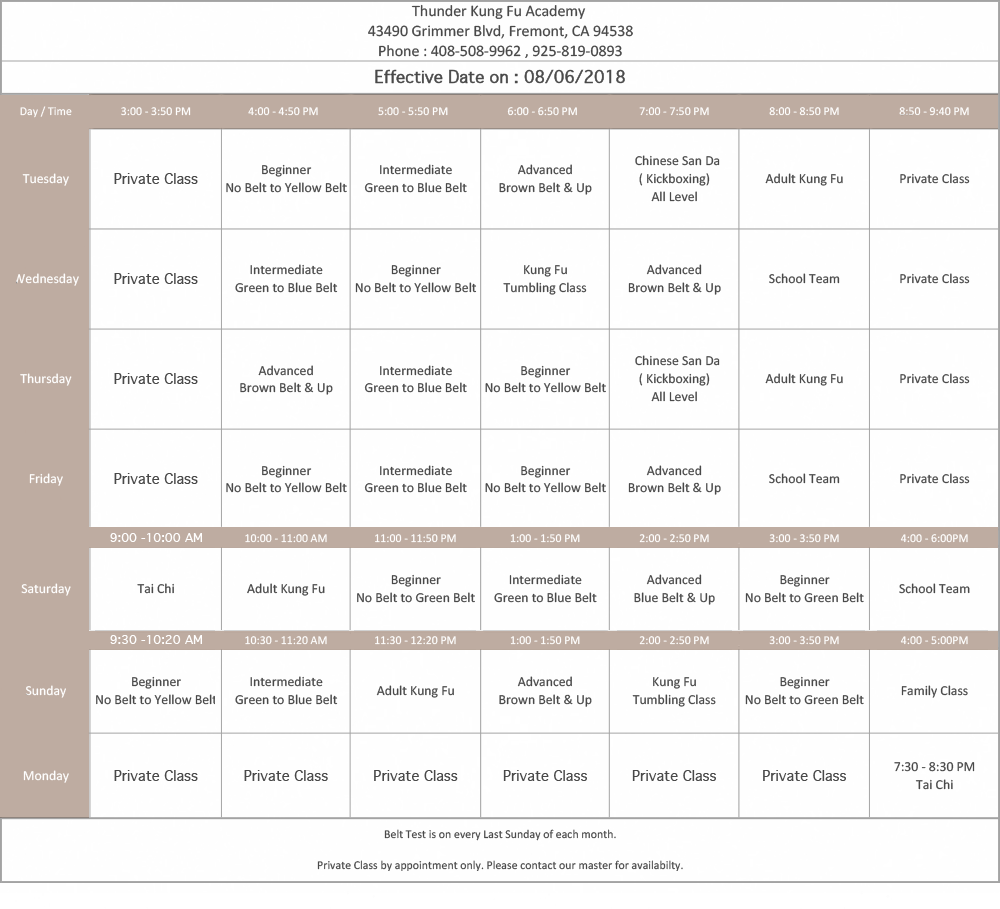 Thunder Kung Fu Academy
43490 Grimmer Blvd, Fremont, CA 94538
Phone : 408-508-9962 , 925-819-0893
Effective Date on : 08/06/2018
Day / Time 3:00 - 3:50 PM 4:00 - 4:50 PM 5:00 - 5:50 PM 6:00 - 6:50 PM 7:00 - 7:50 PM 8:00 - 8:50 PM 8:50 - 9:40 PM
Tuesday
Private Class
Beginner
No Belt to Yellow Belt
Intermediate
Green to Blue Belt
Advanced
Brown Belt & Up
Chinese San Da
( Kickboxing)
All Level
Adult Kung Fu
Private Class
Wednesday
Private Class
Intermediate
Green to Blue Belt
Beginner
No Belt to Yellow Belt
Kung Fu
Tumbling Class
Advanced
Brown Belt & Up
School Team
Private Class
Thursday
Private Class
Advanced
Brown Belt & Up
Intermediate
Green to Blue Belt
Beginner
No Belt to Yellow Belt
Chinese San Da
( Kickboxing)
All Level
Adult Kung Fu
Private Class
Friday
Private Class
Beginner
No Belt to Yellow Belt
Intermediate
Green to Blue Belt
Beginner
No Belt to Yellow Belt
Advanced
Brown Belt & Up
School Team
Private Class
9:00 -10:00 AM 10:00 - 11:00 AM 11:00 - 11:50 PM 1:00 - 1:50 PM 2:00 - 2:50 PM 3:00 - 3:50 PM 4:00 - 6:00PM
Saturday
Tai Chi
Adult Kung Fu
Beginner
No Belt to Green Belt
Intermediate
Green to Blue Belt
Advanced
Blue Belt & Up
Beginner
No Belt to Green Belt
School Team
9:30 -10:20 AM 10:30 - 11:20 AM 11:30 - 12:20 PM 1:00 - 1:50 PM 2:00 - 2:50 PM 3:00 - 3:50 PM 4:00 - 5:00PM
Sunday
Beginner
No Belt to Yellow Belt
Intermediate
Green to Blue Belt
Adult Kung Fu
Advanced
Brown Belt & Up
Kung Fu
Tumbling Class
Beginner
No Belt to Green Belt
Family Class
Monday
Private Class
Private Class
Private Class
Private Class
Private Class
Private Class
7:30 - 8:30 PM
Tai Chi
Belt Test is on every Last Sunday of each month.
Private Class by appointment only. Please contact our master for availabilty.